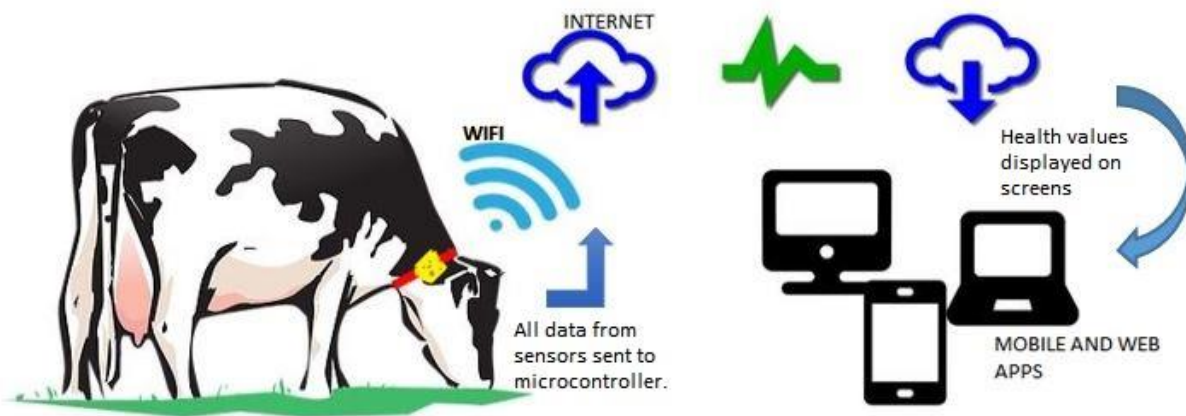 INTERNET
WIFI
Health values
displayed on
screens
All data from
sensors sent to
microcontroller.
MOBILE AND WEB
APPS